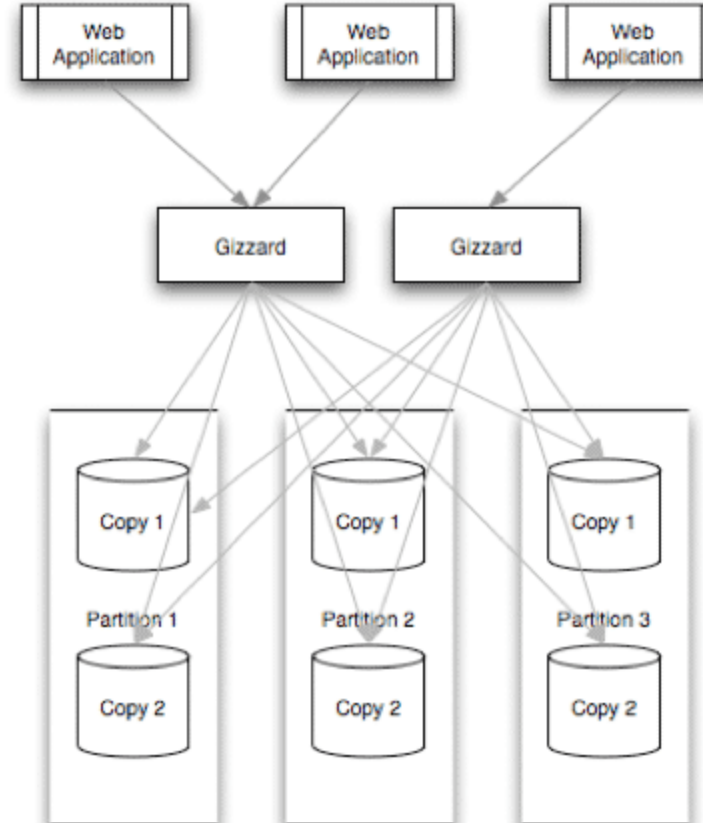 Web
Application
Web
Application
Web
Application
Gizzard
Gizzard
Copy 1
Copy 1
Copy 1
Partition 1
Partition 2
Partition 3
Copy 2
Copy 2
Copy 2